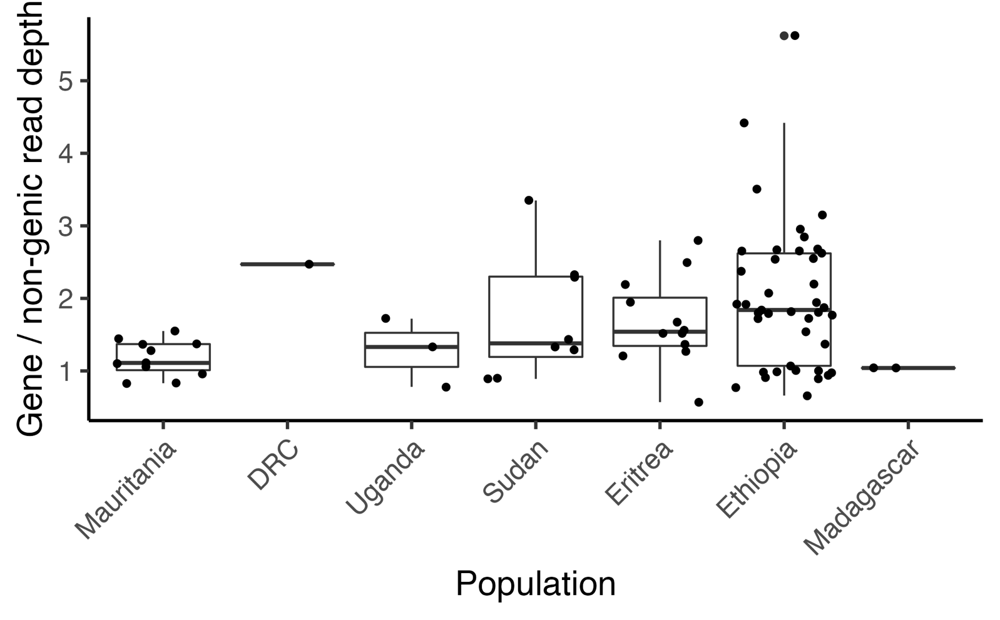 Gene / non-genic read depth
5
4
3
2
1
Mauritania
DRC
Uganda
Sudan
Eritrea
Ethiopia
Madagascar
Population